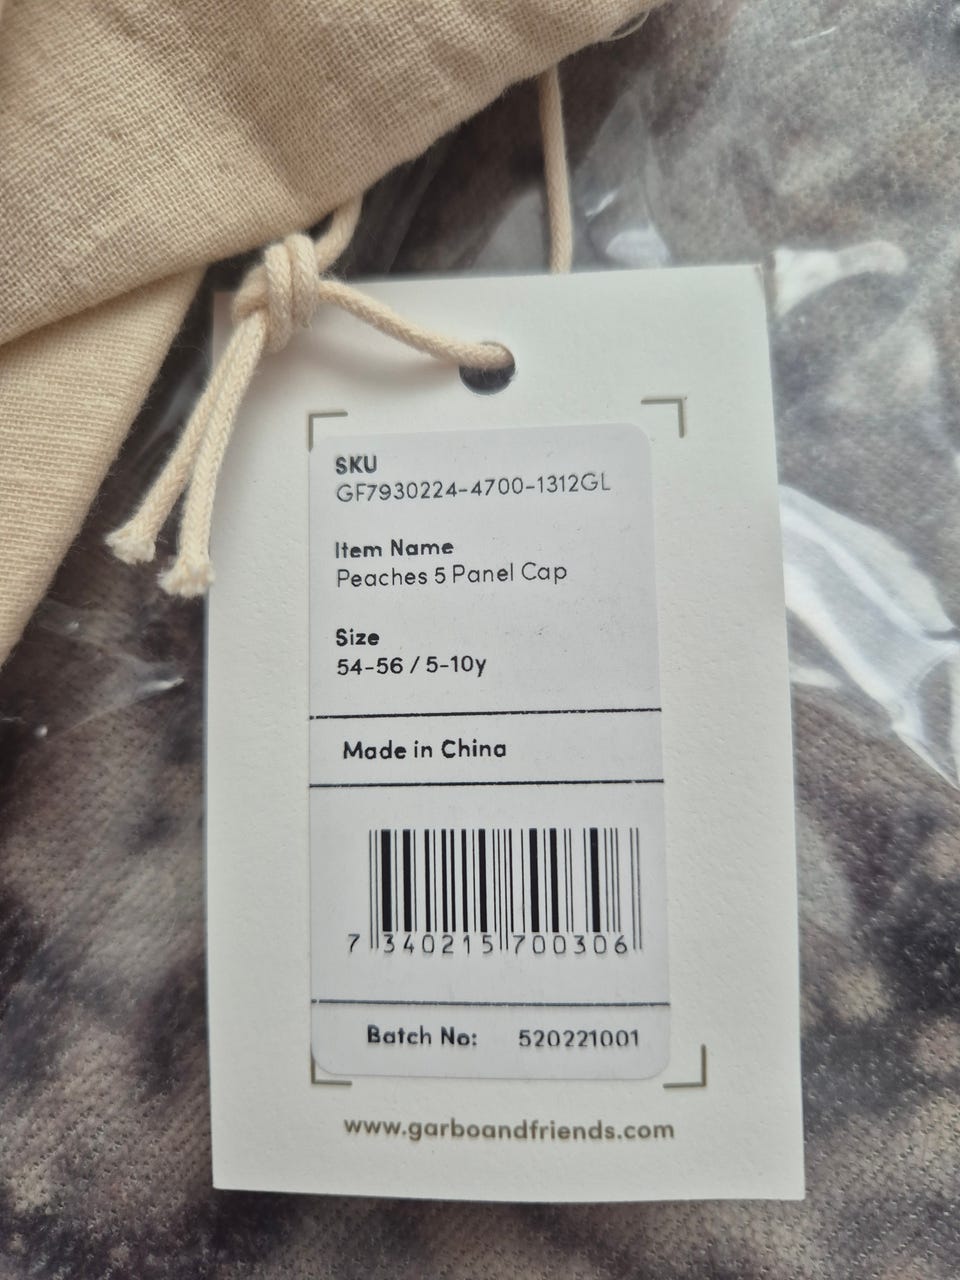 SKU
GF7930224-4700-1312GL
Item Name
Peaches 5 Panel Cap
Size
54-56 / 5-10y
Made in China
7 340215 700306
Batch No: 520221001
www.garboandfriends.com